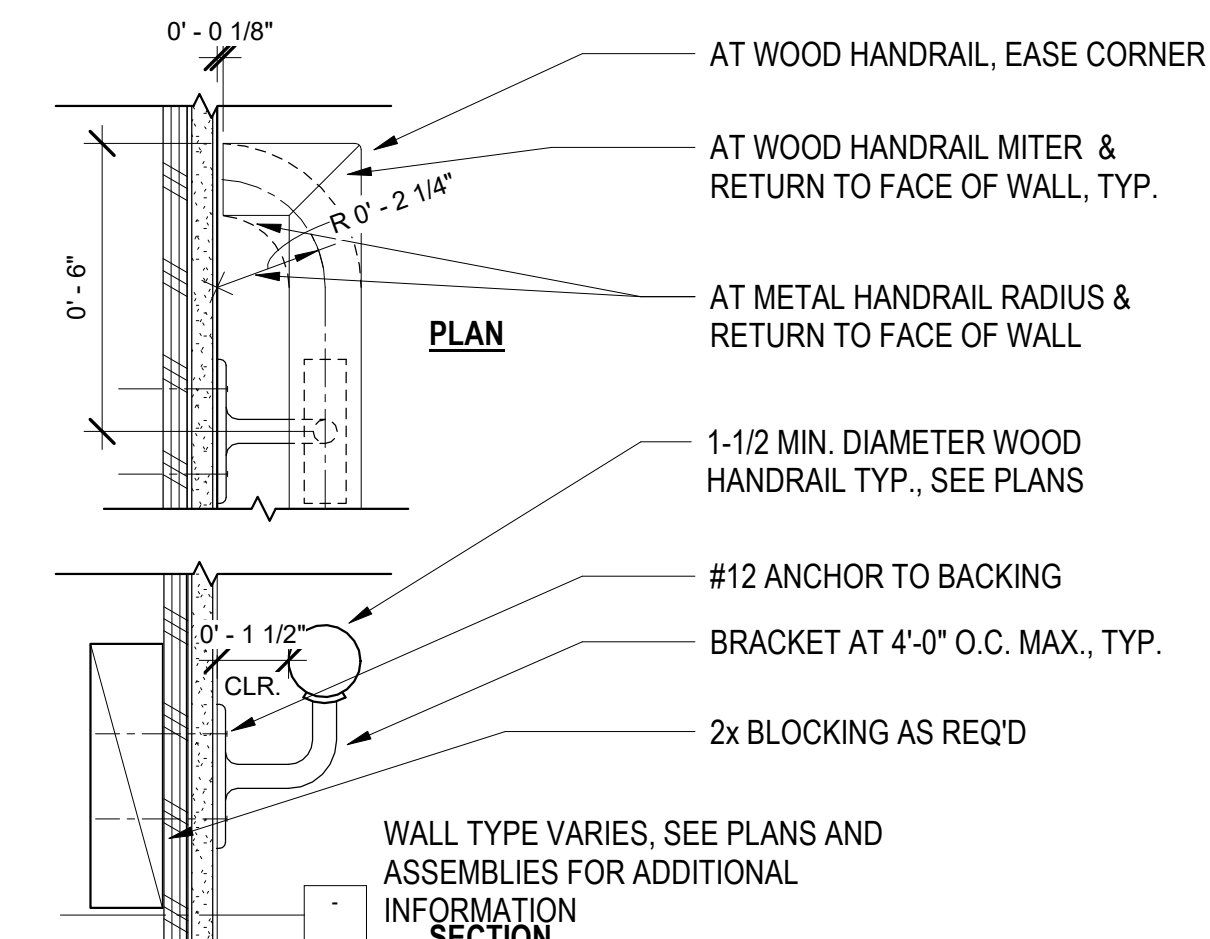 0' - 0 1/8"
AT WOOD HANDRAIL, EASE CORNER
AT WOOD HANDRAIL MITER &
RETURN TO FACE OF WALL, TYP.
R 0' - 2 1/4"
0' - 6"
AT METAL HANDRAIL RADIUS &
RETURN TO FACE OF WALL
PLAN
1-1/2 MIN. DIAMETER WOOD
HANDRAIL TYP., SEE PLANS
#12 ANCHOR TO BACKING
0' - 1 1/2"
CLR.
BRACKET AT 4'-0" O.C. MAX., TYP.
2x BLOCKING AS REQ'D
WALL TYPE VARIES, SEE PLANS AND
ASSEMBLIES FOR ADDITIONAL
INFORMATION
-
SECTION